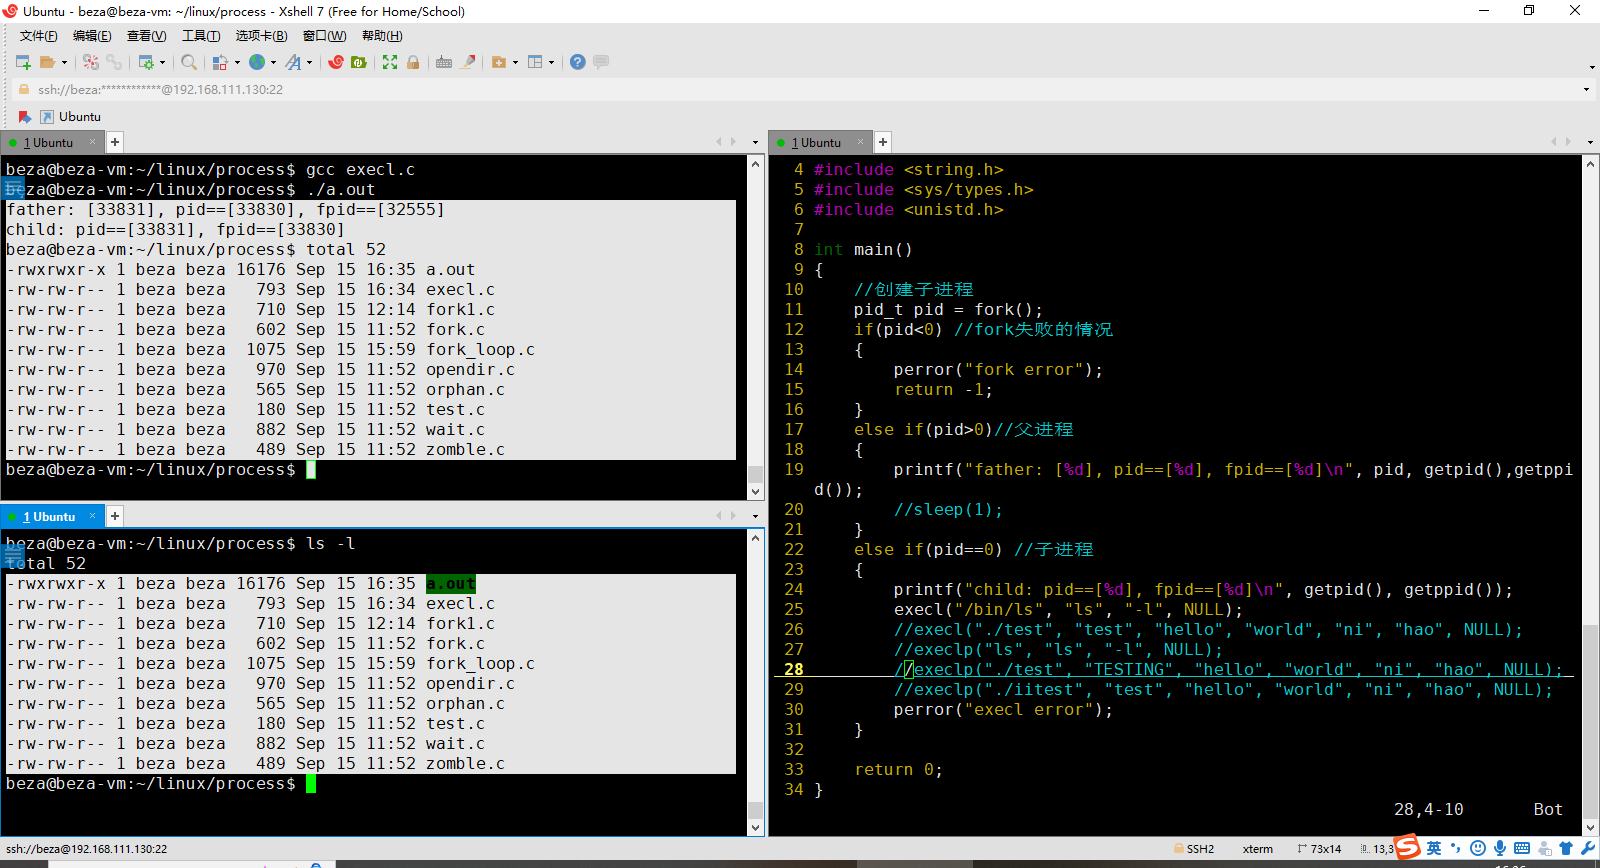 Ubuntu - beza@beza-vm: ~/linux/process - Xshell 7 (Free for Home/School)
文件(F) 编辑(E) 查看(V) 工具(T) 选项卡(B) 窗口(W) 帮助(H)
ssh://beza:************@192.168.111.130:22
Ubuntu
1 Ubuntu
beza@beza-vm:~/linux/process$ gcc execl.c
beza@beza-vm:~/linux/process$ ./a.out
father: [33831], pid==[33830], fpid==[32555]
child: pid==[33831], fpid==[33830]
beza@beza-vm:~/linux/process$ total 52
-rwxrwxr-x 1 beza beza 16176 Sep 15 16:35 a.out
-rw-rw-r-- 1 beza beza   793 Sep 15 16:34 execl.c
-rw-rw-r-- 1 beza beza   710 Sep 15 12:14 fork1.c
-rw-rw-r-- 1 beza beza   602 Sep 15 11:52 fork.c
-rw-rw-r-- 1 beza beza  1075 Sep 15 15:59 fork_loop.c
-rw-rw-r-- 1 beza beza   970 Sep 15 11:52 opendir.c
-rw-rw-r-- 1 beza beza   565 Sep 15 11:52 orphan.c
-rw-rw-r-- 1 beza beza   180 Sep 15 11:52 test.c
-rw-rw-r-- 1 beza beza   882 Sep 15 11:52 wait.c
-rw-rw-r-- 1 beza beza   489 Sep 15 11:52 zomble.c
beza@beza-vm:~/linux/process$
1 Ubuntu
beza@beza-vm:~/linux/process$ ls -l
total 52
-rwxrwxr-x 1 beza beza 16176 Sep 15 16:35 a.out
-rw-rw-r-- 1 beza beza   793 Sep 15 16:34 execl.c
-rw-rw-r-- 1 beza beza   710 Sep 15 12:14 fork1.c
-rw-rw-r-- 1 beza beza   602 Sep 15 11:52 fork.c
-rw-rw-r-- 1 beza beza  1075 Sep 15 15:59 fork_loop.c
-rw-rw-r-- 1 beza beza   970 Sep 15 11:52 opendir.c
-rw-rw-r-- 1 beza beza   565 Sep 15 11:52 orphan.c
-rw-rw-r-- 1 beza beza   180 Sep 15 11:52 test.c
-rw-rw-r-- 1 beza beza   882 Sep 15 11:52 wait.c
-rw-rw-r-- 1 beza beza   489 Sep 15 11:52 zomble.c
beza@beza-vm:~/linux/process$
1 Ubuntu
4 #include <string.h>
5 #include <sys/types.h>
6 #include <unistd.h>
7
8 int main()
9 {
10     //创建子进程
11     pid_t pid = fork();
12     if(pid<0) //fork失败的情况
13     {
14         perror("fork error");
15         return -1;
16     }
17     else if(pid>0)//父进程
18     {
19         printf("father: [%d], pid==[%d], fpid==[%d]\n", pid, getpid(),getppi
d());
20         //sleep(1);
21     }
22     else if(pid==0) //子进程
23     {
24         printf("child: pid==[%d], fpid==[%d]\n", getpid(), getppid());
25         execl("/bin/ls", "ls", "-l", NULL);
26         //execl("./test", "test", "hello", "world", "ni", "hao", NULL);
27         //execlp("ls", "ls", "-l", NULL);
28         //execlp("./test", "TESTING", "hello", "world", "ni", "hao", NULL);
29         //execlp("./iitest", "test", "hello", "world", "ni", "hao", NULL);
30         perror("execl error");
31     }
32
33     return 0;
34 }
28,4-10 Bot
ssh://beza@192.168.111.130:22 SSH2 xterm 73x14 13,3 英